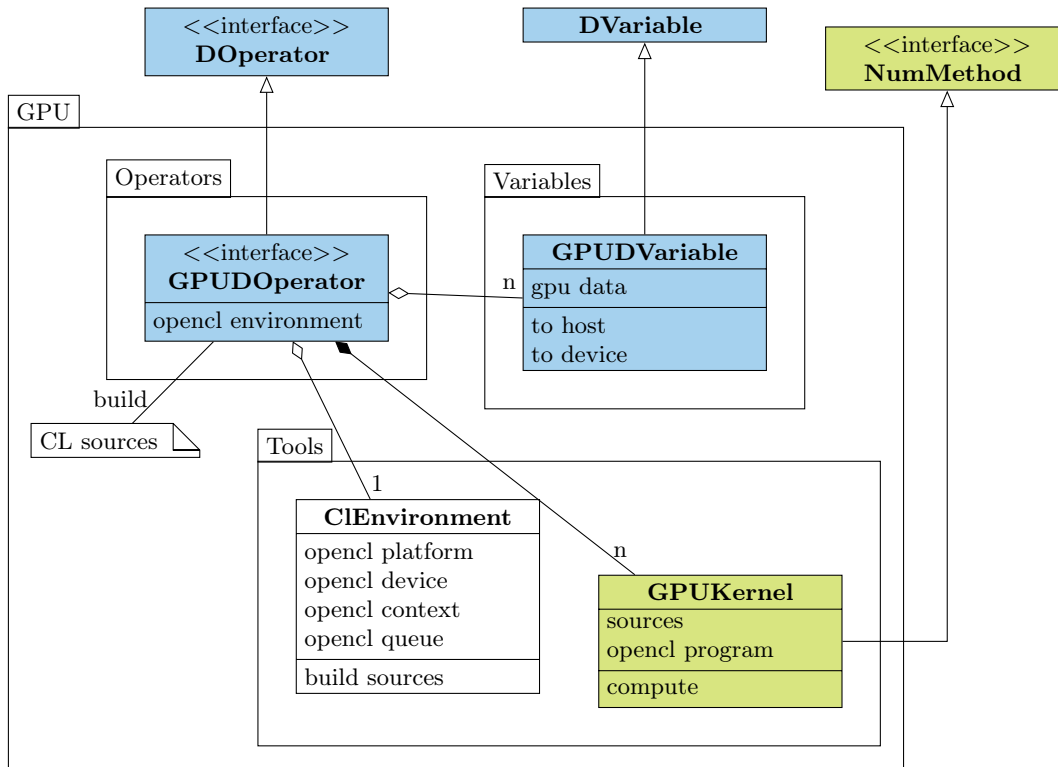 <<interface>>
DOperator
DVariable
<<interface>>
NumMethod
GPU
Operators
Variables
<<interface>>
GPUDOperator
opencl environment
GPUDVariable
gpu data
to host
to device
n
build
CL sources
Tools
1
ClEnvironment
opencl platform
opencl device
opencl context
opencl queue
build sources
n
GPUKernel
sources
opencl program
compute